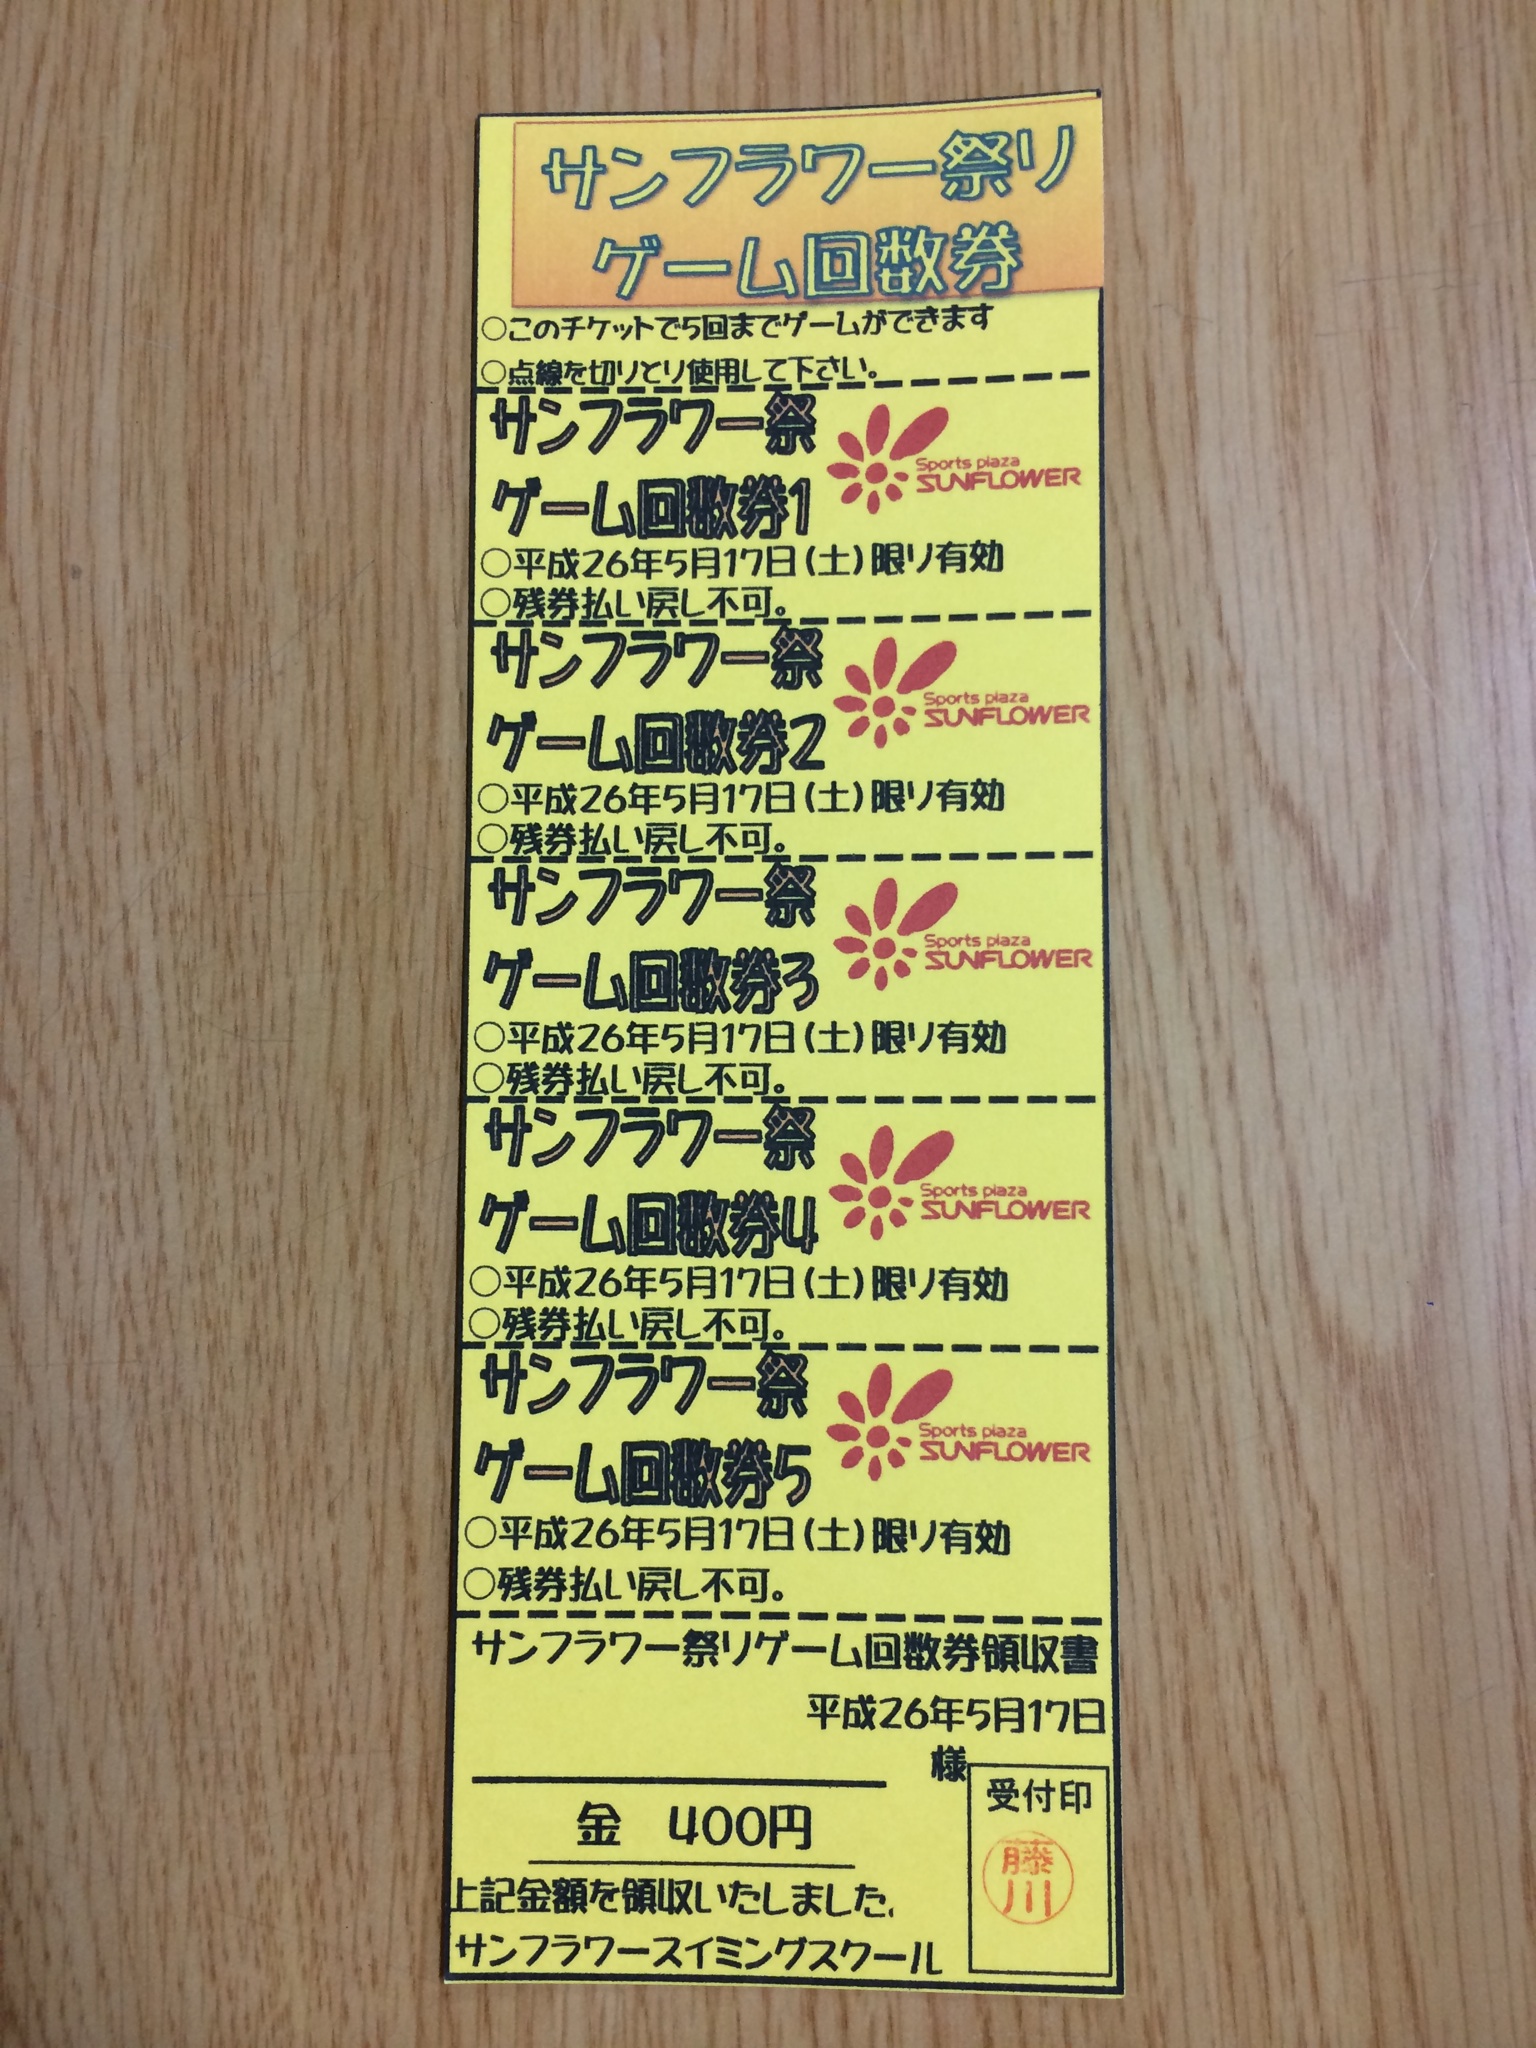 サンフラワー祭り
ゲーム回数券
○このチケットで5回までゲームができます
○点線を切りとり使用して下さい。
サンフラワー祭
ゲーム回数券1
Sports plaza
SUNFLOWER
○平成26年5月17日(土)限り有効
○残券払い戻し不可。
サンフラワー祭
ゲーム回数券2
Sports plaza
SUNFLOWER
○平成26年5月17日(土)限り有効
○残券払い戻し不可。
サンフラワー祭
ゲーム回数券3
Sports plaza
SUNFLOWER
○平成26年5月17日(土)限り有効
○残券払い戻し不可。
サンフラワー祭
ゲーム回数券4
Sports plaza
SUNFLOWER
○平成26年5月17日(土)限り有効
○残券払い戻し不可。
サンフラワー祭
ゲーム回数券5
Sports plaza
SUNFLOWER
○平成26年5月17日(土)限り有効
○残券払い戻し不可。
サンフラワー祭りゲーム回数券領収書
平成26年5月17日
様
受付印
藤川
金 400円
上記金額を領収いたしました。
サンフラワースイミングスクール